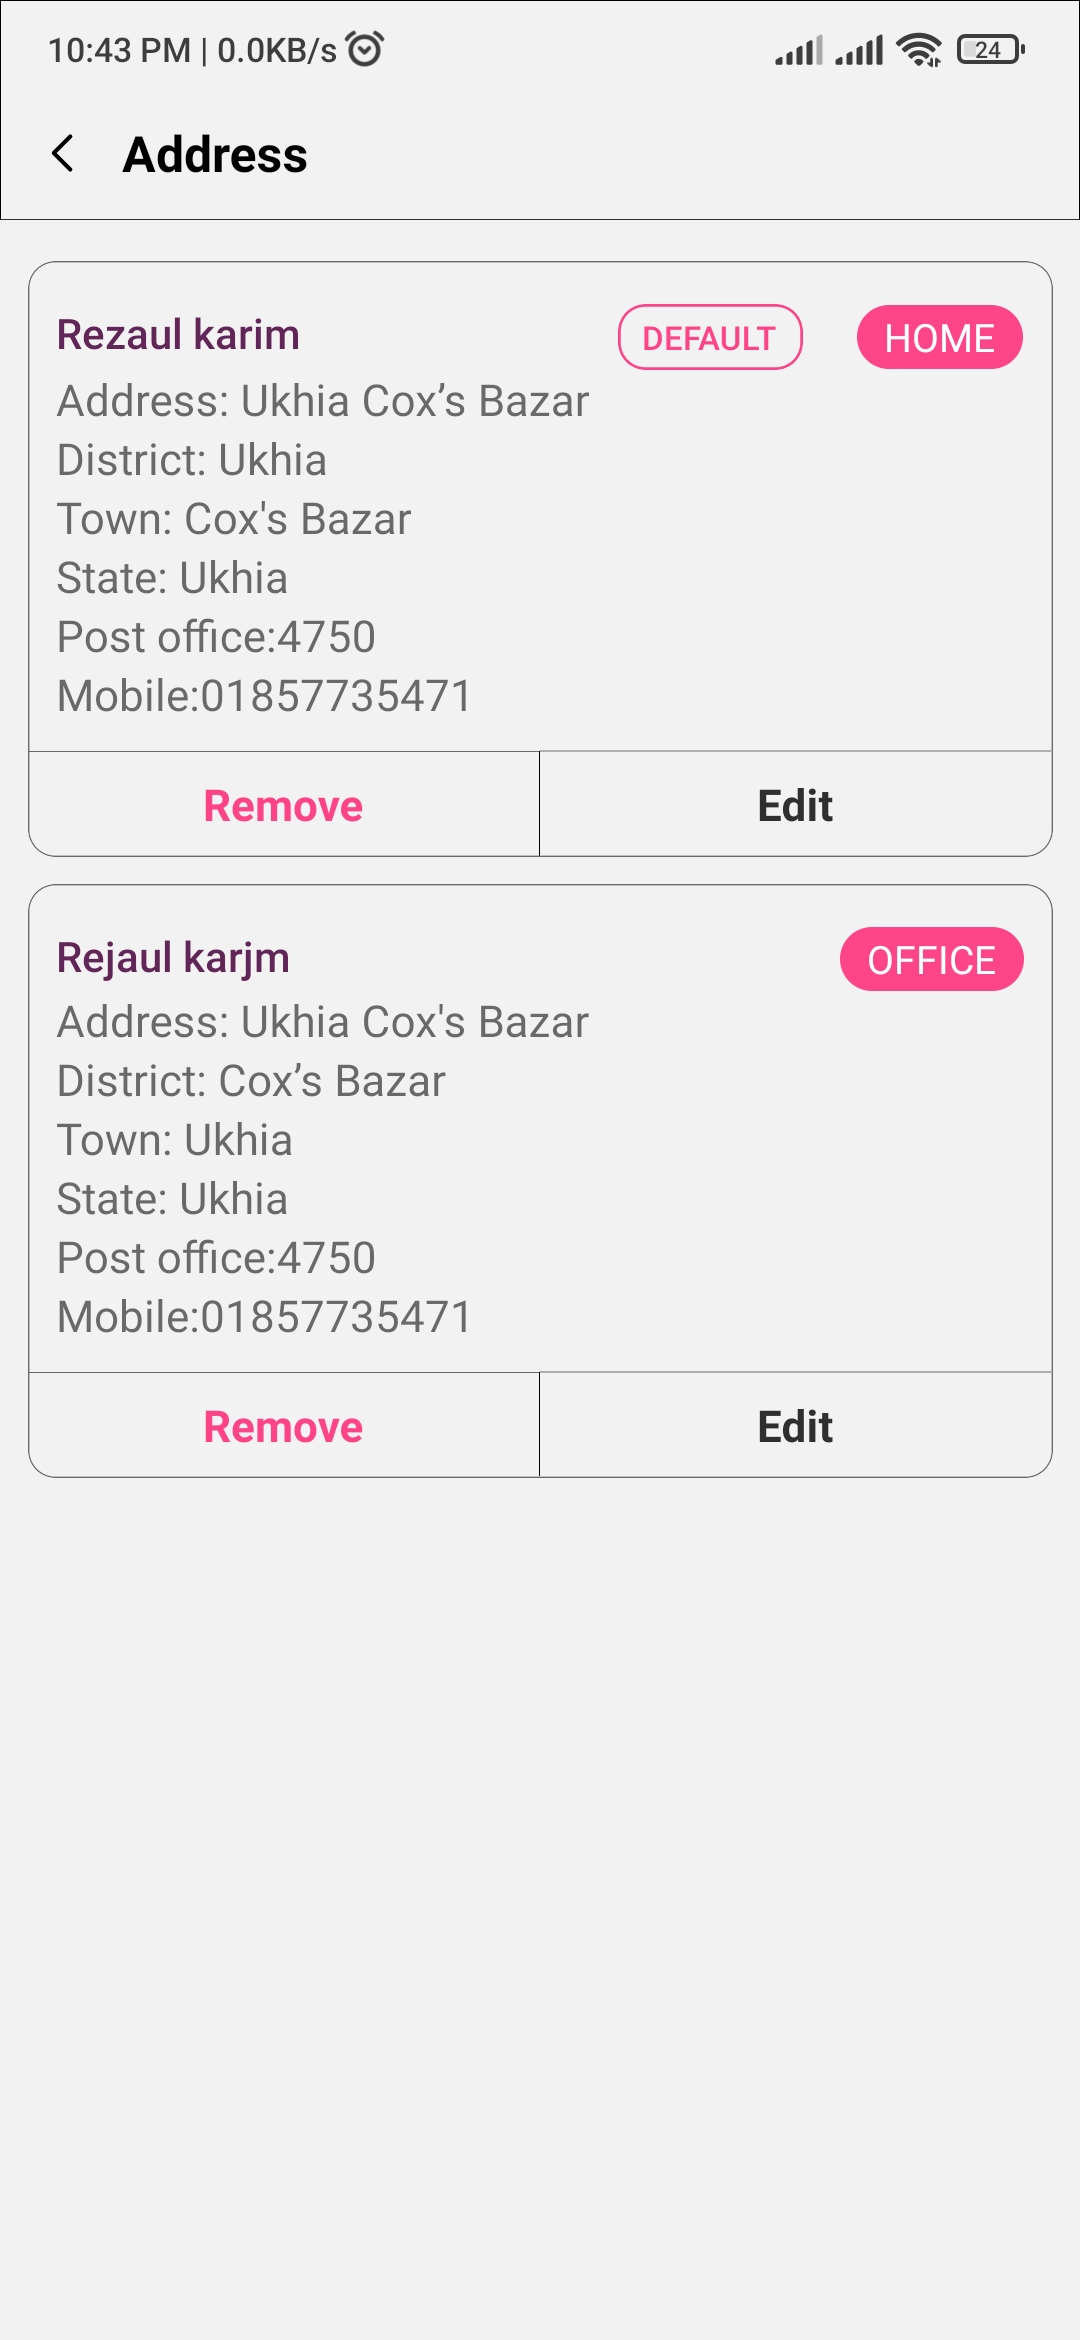 10:43 PM | 0.0KB/s
24
Address
Rezaul karim DEFAULT HOME
Address: Ukhia Cox’s Bazar
District: Ukhia
Town: Cox's Bazar
State: Ukhia
Post office:4750
Mobile:01857735471
Remove Edit
Rejaul karjm OFFICE
Address: Ukhia Cox's Bazar
District: Cox’s Bazar
Town: Ukhia
State: Ukhia
Post office:4750
Mobile:01857735471
Remove Edit